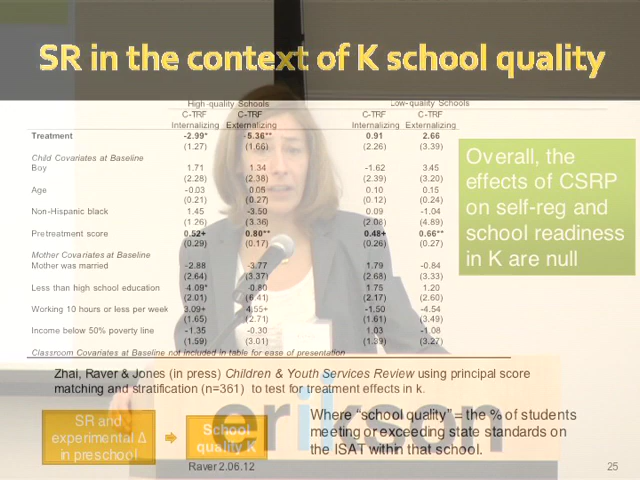 SR in the context of K school quality
High-quality Schools Low-quality Schools
C-TRF C-TRF C-TRF C-TRF
Internalizing Externalizing Internalizing Externalizing
Treatment -2.99* -5.36** 0.91 2.66
(1.27) (1.66) (2.26) (3.39)
Child Covariates at Baseline
Boy 1.71 1.34 -1.62 3.45
(2.28) (2.38) (2.39) (3.20)
Age -0.03 0.05 0.10 0.15
(0.21) (0.27) (0.12) (0.24)
Non-Hispanic black 1.45 -3.50 0.09 -1.04
(1.26) (3.36) (2.08) (4.89)
Pretreatment score 0.52+ 0.80** 0.48+ 0.66**
(0.29) (0.17) (0.26) (0.27)
Mother Covariates at Baseline
Mother was married -2.88 -3.77 1.79 -0.84
(2.64) (3.37) (2.68) (3.33)
Less than high school education -4.09* -0.80 1.75 1.20
(2.01) (6.41) (2.17) (2.60)
Working 10 hours or less per week 3.09+ 4.55+ -1.50 -4.54
(1.65) (2.71) (1.61) (3.49)
Income below 50% poverty line -1.35 -0.30 1.03 -1.08
(1.59) (3.01) (1.39) (3.27)
Classroom Covariates at Baseline not included in table for ease of presentation
Overall, the
effects of CSRP
on self-reg and
school readiness
in K are null
Zhai, Raver & Jones (in press) Children & Youth Services Review using principal score
matching and stratification (n=361) to test for treatment effects in k.
SR and
experimental Δ
in preschool
School
quality K
Where “school quality” = the % of students
meeting or exceeding state standards on
the ISAT within that school.
erikson
Raver 2.06.12
25